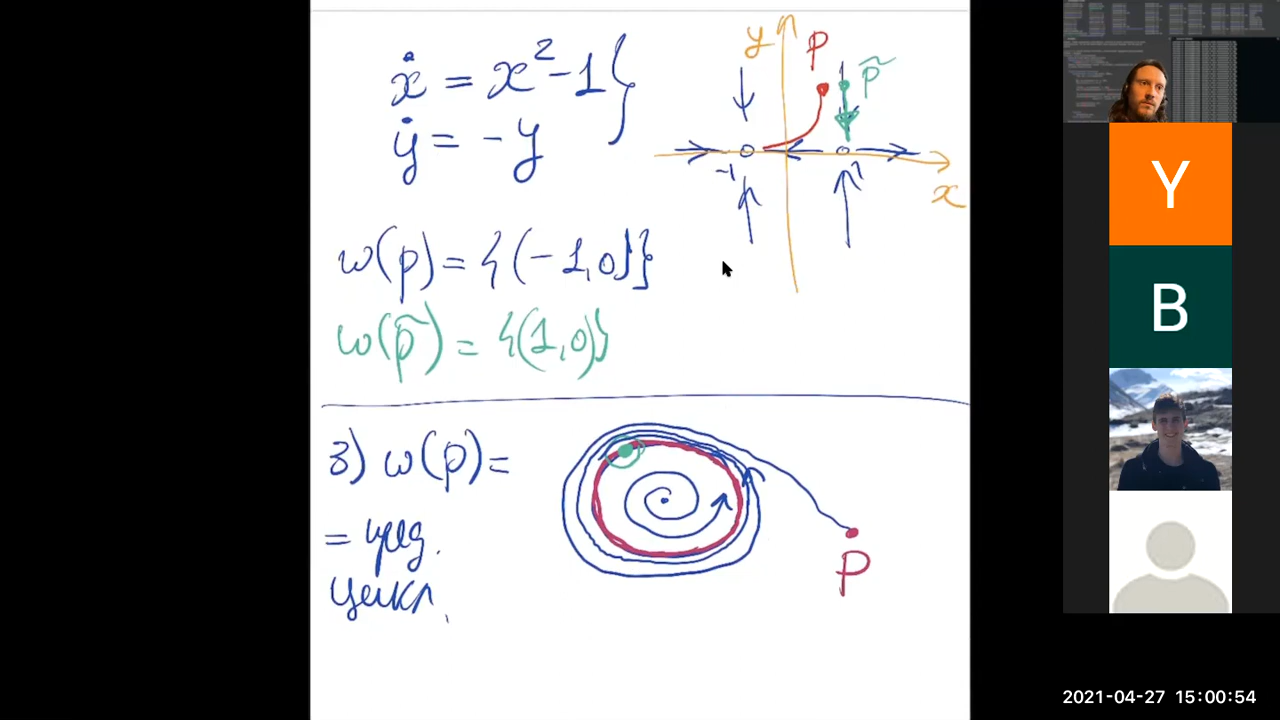 ẋ = x² - 1 }
ẏ = - y
y
p
p̃
-1
1
x
ω(p) = {(-1,0)}
ω(p̃) = {(1,0)}
3) ω(p) =
= пред.
цикл.
p
Y
B
2021-04-27 15:00:54